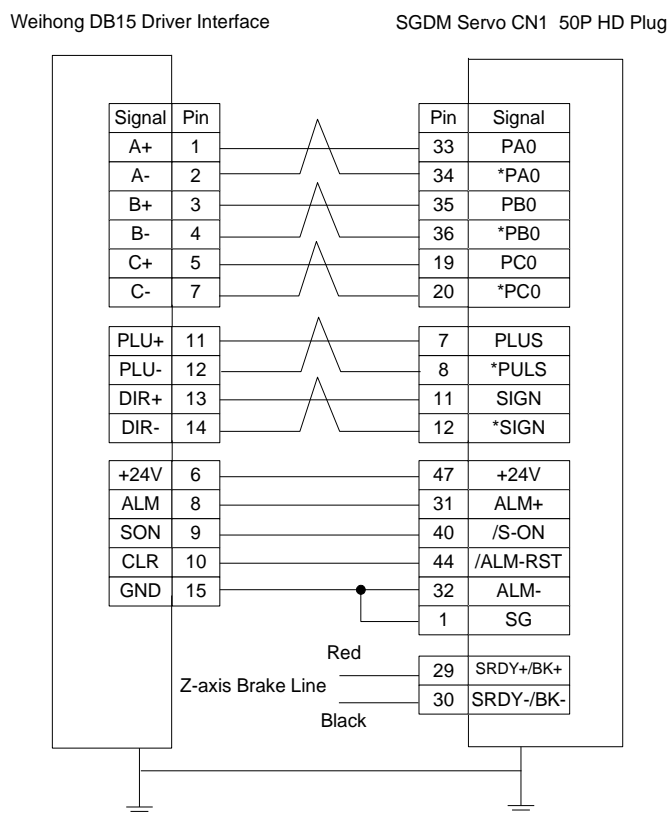 Weihong DB15 Driver Interface SGDM Servo CN1 50P HD Plug
Signal Pin Pin Signal
A+ 1 33 PA0
A- 2 34 *PA0
B+ 3 35 PB0
B- 4 36 *PB0
C+ 5 19 PC0
C- 7 20 *PC0
PLU+ 11 7 PLUS
PLU- 12 8 *PULS
DIR+ 13 11 SIGN
DIR- 14 12 *SIGN
+24V 6 47 +24V
ALM 8 31 ALM+
SON 9 40 /S-ON
CLR 10 44 /ALM-RST
GND 15 32 ALM-
1 SG
Red
29 SRDY+/BK+
Z-axis Brake Line
30 SRDY-/BK-
Black